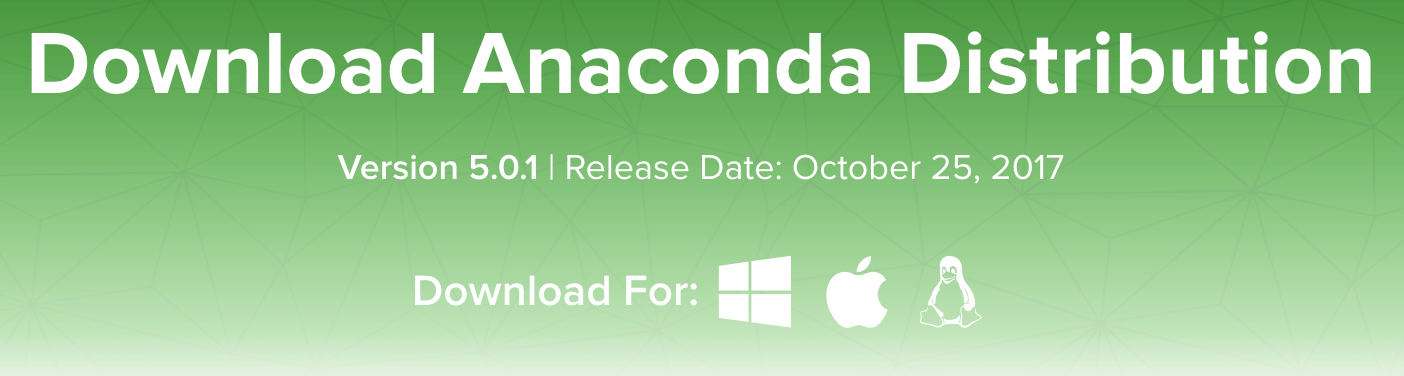 Download Anaconda Distribution
Version 5.0.1 | Release Date: October 25, 2017
Download For: